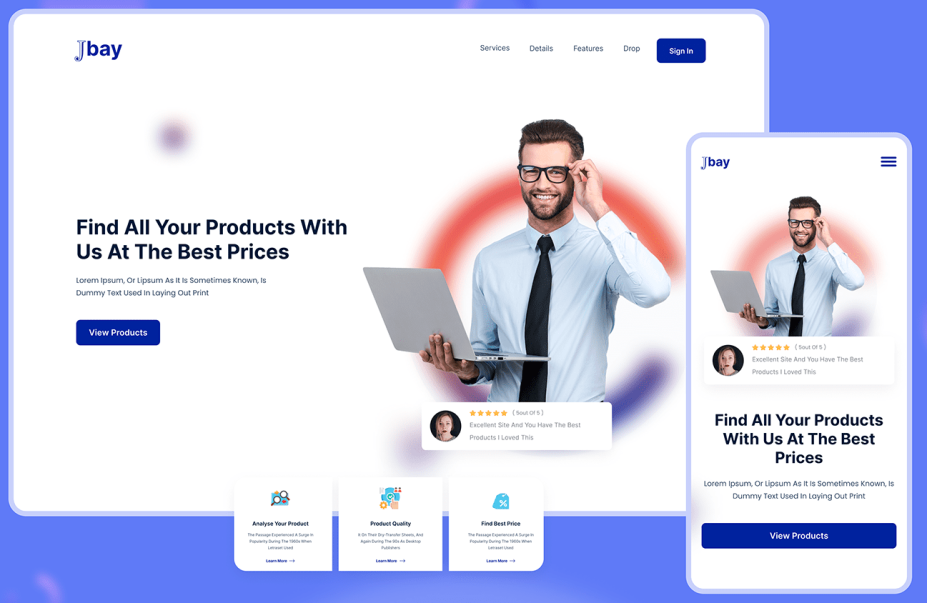 Jbay
Services Details Features Drop Sign In
Find All Your Products With
Us At The Best Prices
Lorem Ipsum, Or Lipsum As It Is Sometimes Known, Is
Dummy Text Used In Laying Out Print
View Products
( 5out Of 5 )
Excellent Site And You Have The Best
Products I Loved This
Analyse Your Product
The Passage Experienced A Surge In
Popularity During The 1960s When
Letraset Used
Learn More
Product Quality
It On Their Dry Transfer Sheets, And
Again During The 90s As Desktop
Publishers
Learn More
Find Best Price
The Passage Experienced A Surge In
Popularity During The 1960s When
Letraset Used
Learn More
Jbay
( 5out Of 5 )
Excellent Site And You Have The Best
Products I Loved This
Find All Your Products
With Us At The Best
Prices
Lorem Ipsum, Or Lipsum As It Is Sometimes Known, Is
Dummy Text Used In Laying Out Print
View Products